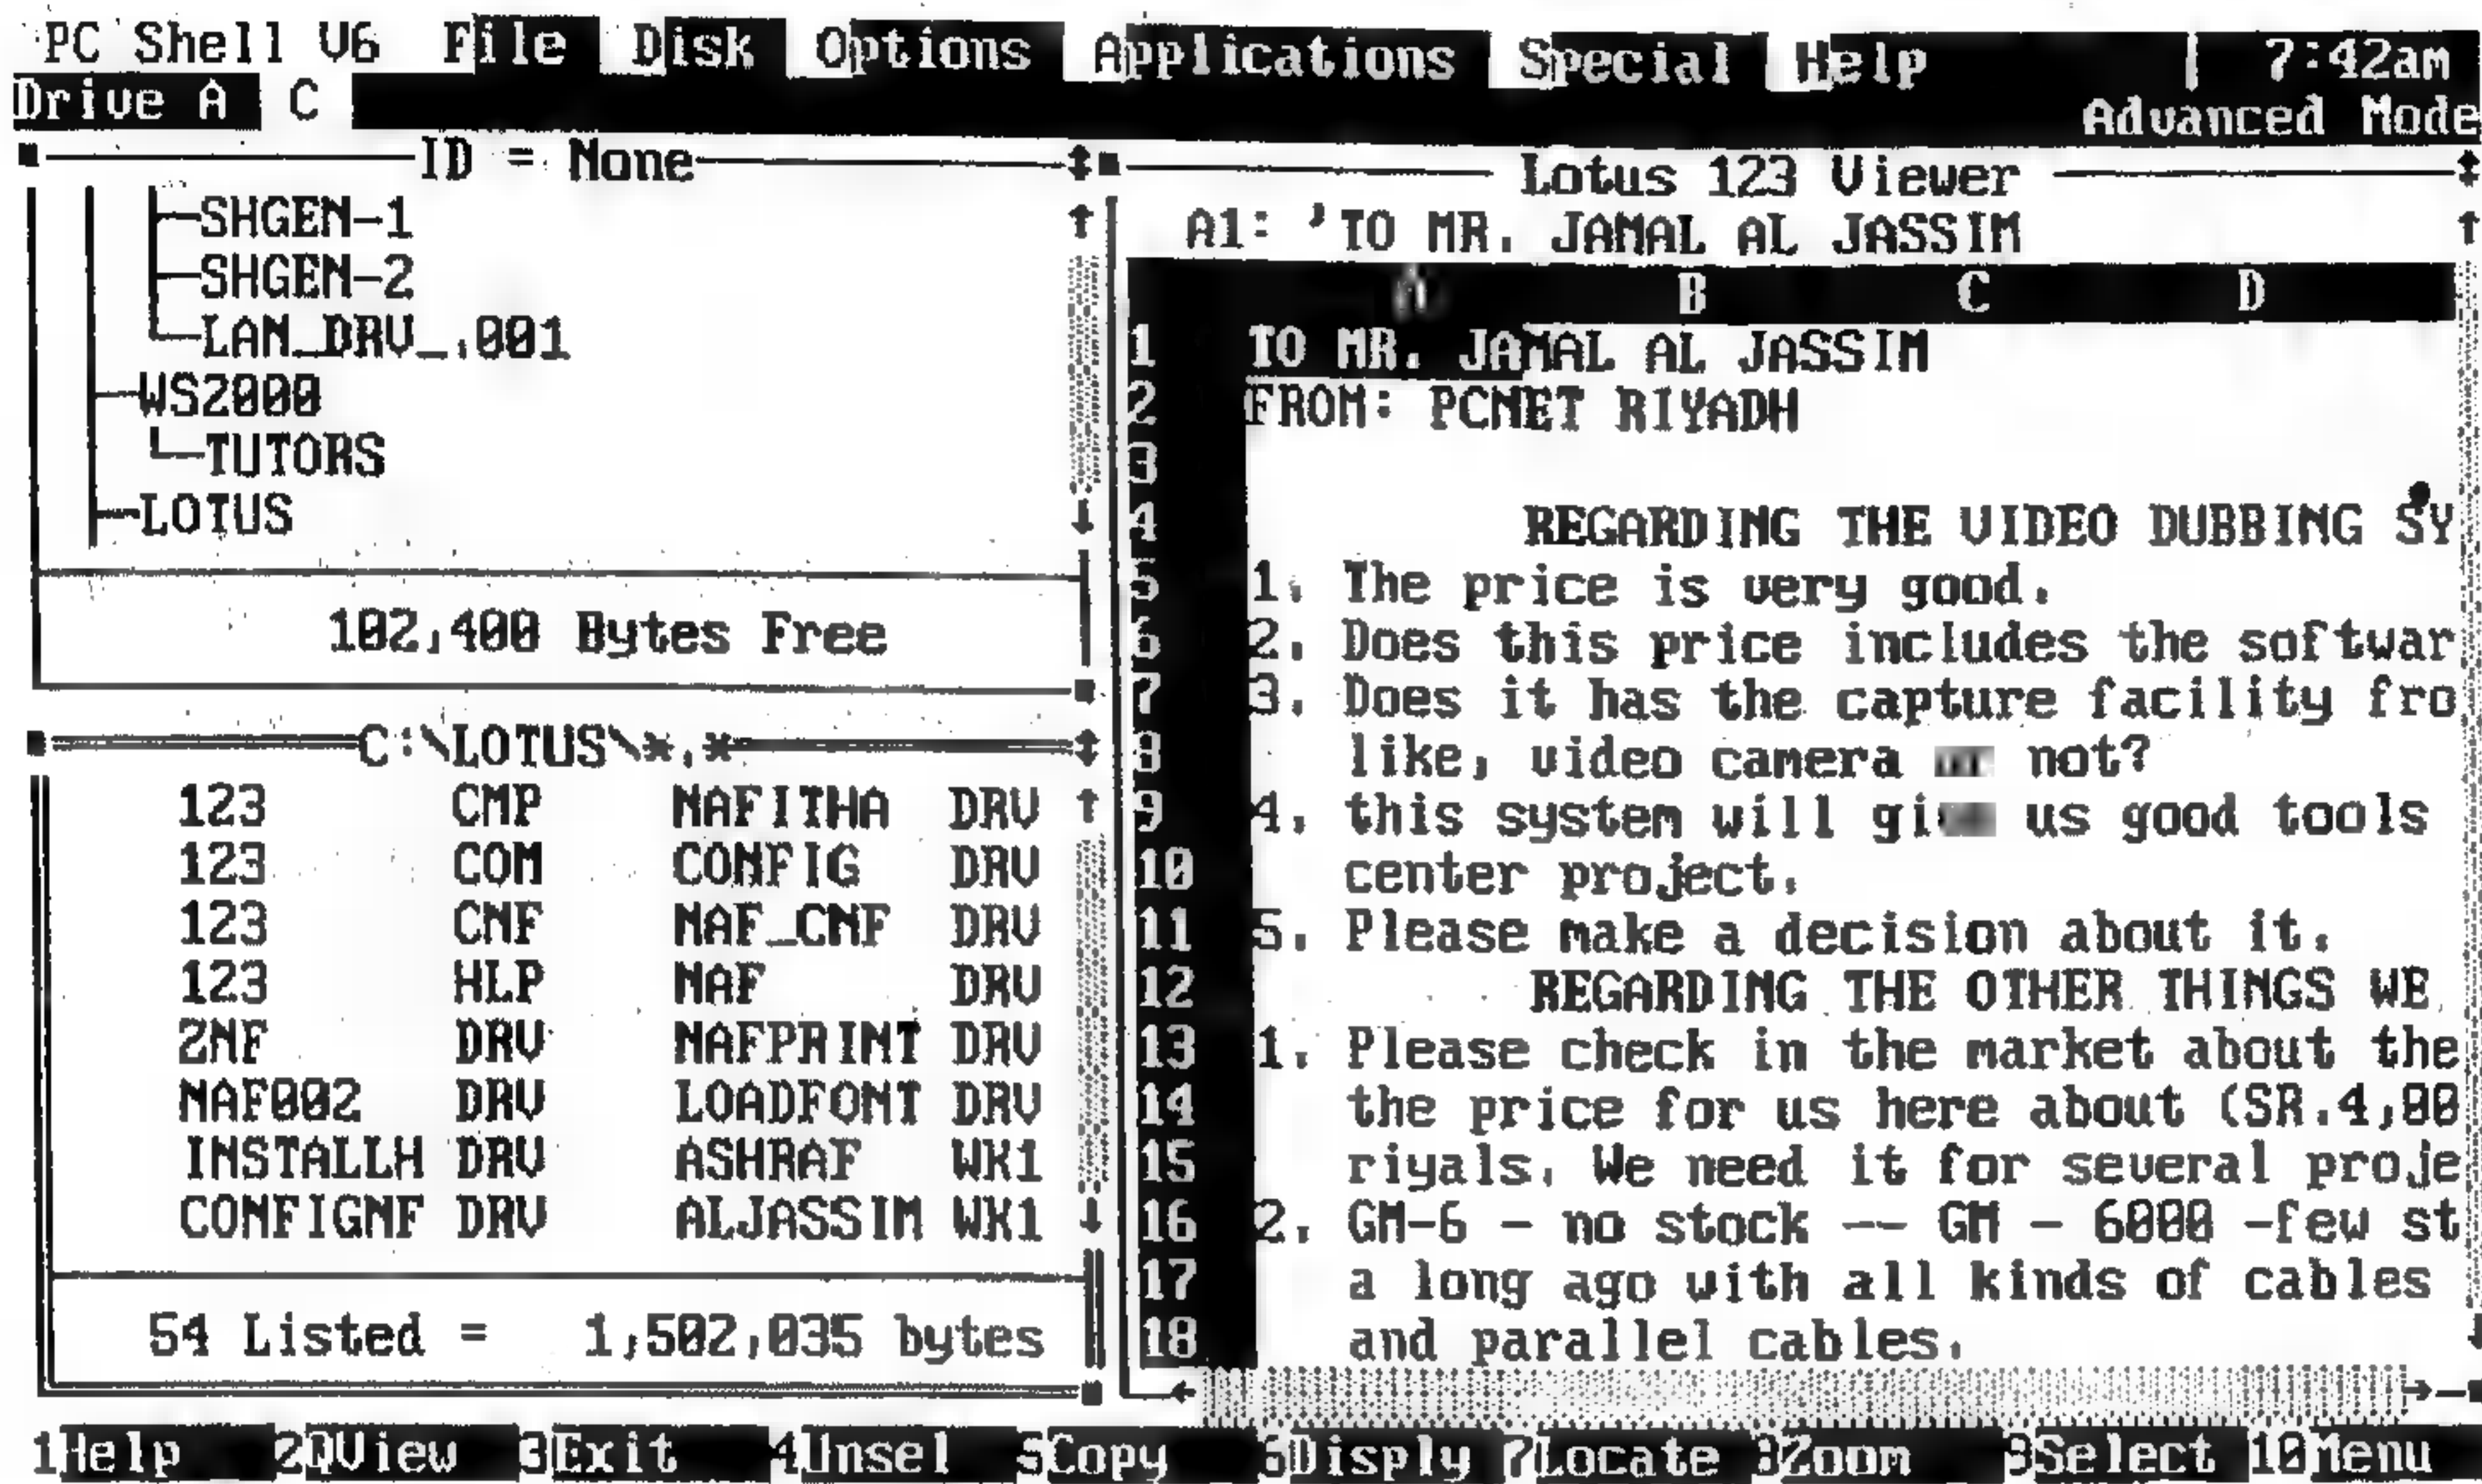 PC Shell V6 File Disk Options Applications Special Help 7:42am
Drive A C Advanced Mode
ID = None
SHGEN-1
SHGEN-2
LAN_DRV_.001
WS2000
TUTORS
LOTUS
102,400 Bytes Free
C:\LOTUS\*.*
123 CMP NAFITHA DRV
123 COM CONFIG DRV
123 CNF NAF_CNF DRV
123 HLP NAF DRV
2NF DRV NAFPRINT DRV
NAF002 DRV LOADFONT DRV
INSTALLH DRV ASHRAF WK1
CONFIGNF DRV ALJASSIM WK1
54 Listed = 1,502,035 bytes
Lotus 123 Viewer
A1: 'TO MR. JAMAL AL JASSIM
A B C D
1 TO MR. JAMAL AL JASSIM
2 FROM: PCNET RIYADH
3
4 REGARDING THE VIDEO DUBBING SY
5 1. The price is very good.
6 2. Does this price includes the softwar
7 3. Does it has the capture facility fro
8 like, video camera or not?
9 4. this system will give us good tools
10 center project.
11 5. Please make a decision about it.
12 REGARDING THE OTHER THINGS WE
13 1. Please check in the market about the
14 the price for us here about (SR.4,00
15 riyals. We need it for several proje
16 2. GM-6 - no stock -- GM - 6000 -few st
17 a long ago with all kinds of cables
18 and parallel cables.
1Help 2QView 3Exit 4Unsel 5Copy 6Disply 7Locate 8Zoom 9Select 10Menu